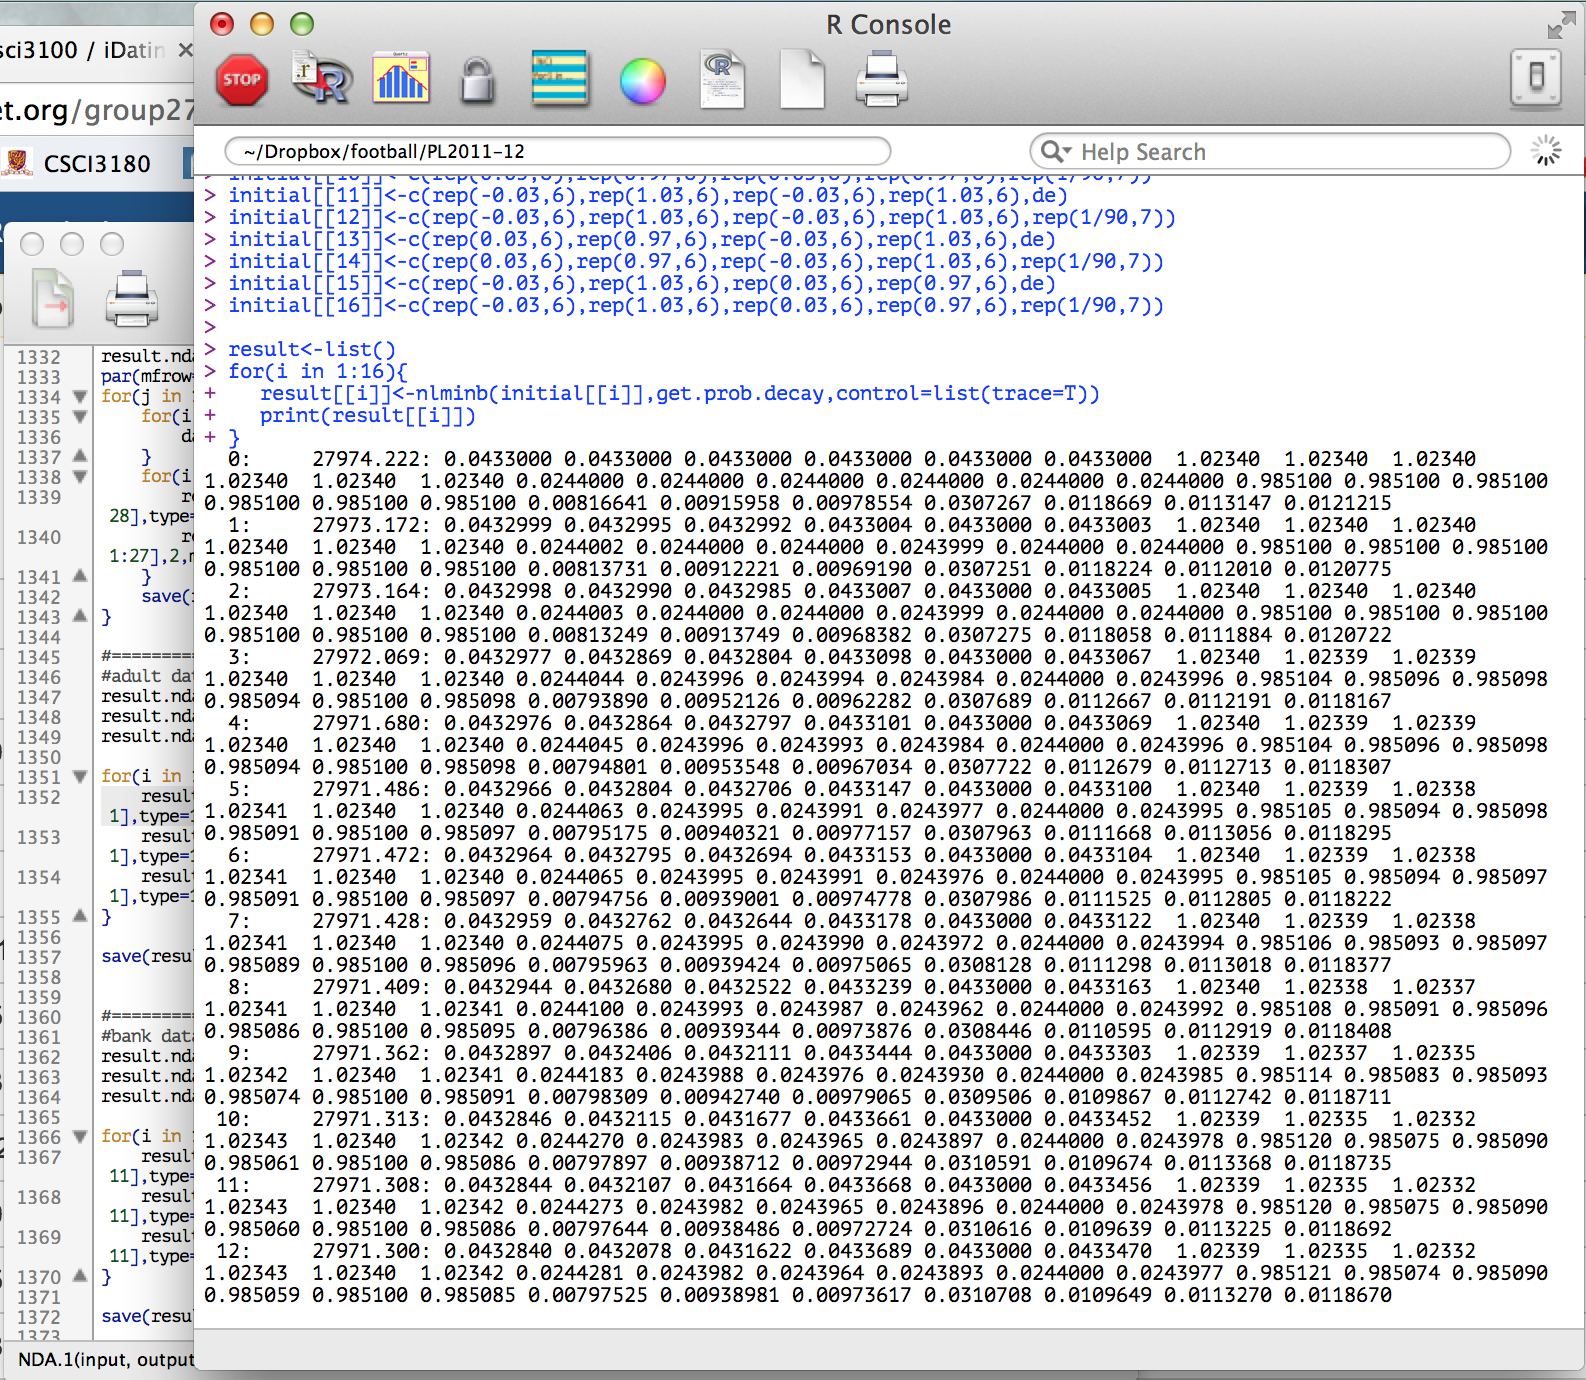 sci3100 / iDatin
et.org/group27
CSCI3180
R Console
STOP
~/Dropbox/football/PL2011-12
Help Search
> initial[[11]]<-c(rep(-0.03,6),rep(1.03,6),rep(-0.03,6),rep(1.03,6),de)
> initial[[12]]<-c(rep(-0.03,6),rep(1.03,6),rep(-0.03,6),rep(1.03,6),rep(1/90,7))
> initial[[13]]<-c(rep(0.03,6),rep(0.97,6),rep(-0.03,6),rep(1.03,6),de)
> initial[[14]]<-c(rep(0.03,6),rep(0.97,6),rep(-0.03,6),rep(1.03,6),rep(1/90,7))
> initial[[15]]<-c(rep(-0.03,6),rep(1.03,6),rep(0.03,6),rep(0.97,6),de)
> initial[[16]]<-c(rep(-0.03,6),rep(1.03,6),rep(0.03,6),rep(0.97,6),rep(1/90,7))
>
> result<-list()
> for(i in 1:16){
+ result[[i]]<-nlminb(initial[[i]],get.prob.decay,control=list(trace=T))
+ print(result[[i]])
+ }
0: 27974.222: 0.0433000 0.0433000 0.0433000 0.0433000 0.0433000 0.0433000 1.02340 1.02340 1.02340
1.02340 1.02340 1.02340 0.0244000 0.0244000 0.0244000 0.0244000 0.0244000 0.0244000 0.985100 0.985100 0.985100
0.985100 0.985100 0.985100 0.00816641 0.00915958 0.00978554 0.0307267 0.0118669 0.0113147 0.0121215
1: 27973.172: 0.0432999 0.0432995 0.0432992 0.0433004 0.0433000 0.0433003 1.02340 1.02340 1.02340
1.02340 1.02340 1.02340 0.0244002 0.0244000 0.0244000 0.0243999 0.0244000 0.0244000 0.985100 0.985100 0.985100
0.985100 0.985100 0.985100 0.00813731 0.00912221 0.00969190 0.0307251 0.0118224 0.0112010 0.0120775
2: 27973.164: 0.0432998 0.0432990 0.0432985 0.0433007 0.0433000 0.0433005 1.02340 1.02340 1.02340
1.02340 1.02340 1.02340 0.0244003 0.0244000 0.0244000 0.0243999 0.0244000 0.0244000 0.985100 0.985100 0.985100
0.985100 0.985100 0.985100 0.00813249 0.00913749 0.00968382 0.0307275 0.0118058 0.0111884 0.0120722
3: 27972.069: 0.0432977 0.0432869 0.0432804 0.0433098 0.0433000 0.0433067 1.02340 1.02339 1.02339
1.02340 1.02340 1.02340 0.0244044 0.0243996 0.0243994 0.0243984 0.0244000 0.0243996 0.985104 0.985096 0.985098
0.985094 0.985100 0.985098 0.00793890 0.00952126 0.00962282 0.0307689 0.0112667 0.0112191 0.0118167
4: 27971.680: 0.0432976 0.0432864 0.0432797 0.0433101 0.0433000 0.0433069 1.02340 1.02339 1.02339
1.02340 1.02340 1.02340 0.0244045 0.0243996 0.0243993 0.0243984 0.0244000 0.0243996 0.985104 0.985096 0.985098
0.985094 0.985100 0.985098 0.00794801 0.00953548 0.00967034 0.0307722 0.0112679 0.0112713 0.0118307
5: 27971.486: 0.0432966 0.0432804 0.0432706 0.0433147 0.0433000 0.0433100 1.02340 1.02339 1.02338
1.02341 1.02340 1.02340 0.0244063 0.0243995 0.0243991 0.0243977 0.0244000 0.0243995 0.985105 0.985094 0.985098
0.985091 0.985100 0.985097 0.00795175 0.00940321 0.00977157 0.0307963 0.0111668 0.0113056 0.0118295
6: 27971.472: 0.0432964 0.0432795 0.0432694 0.0433153 0.0433000 0.0433104 1.02340 1.02339 1.02338
1.02341 1.02340 1.02340 0.0244065 0.0243995 0.0243991 0.0243976 0.0244000 0.0243995 0.985105 0.985094 0.985097
0.985091 0.985100 0.985097 0.00794756 0.00939001 0.00974778 0.0307986 0.0111525 0.0112805 0.0118222
7: 27971.428: 0.0432959 0.0432762 0.0432644 0.0433178 0.0433000 0.0433122 1.02340 1.02339 1.02338
1.02341 1.02340 1.02340 0.0244075 0.0243995 0.0243990 0.0243972 0.0244000 0.0243994 0.985106 0.985093 0.985097
0.985089 0.985100 0.985096 0.00795963 0.00939424 0.00975065 0.0308128 0.0111298 0.0113018 0.0118377
8: 27971.409: 0.0432944 0.0432680 0.0432522 0.0433239 0.0433000 0.0433163 1.02340 1.02338 1.02337
1.02341 1.02340 1.02341 0.0244100 0.0243993 0.0243987 0.0243962 0.0244000 0.0243992 0.985108 0.985091 0.985096
0.985086 0.985100 0.985095 0.00796386 0.00939344 0.00973876 0.0308446 0.0110595 0.0112919 0.0118408
9: 27971.362: 0.0432897 0.0432406 0.0432111 0.0433444 0.0433000 0.0433303 1.02339 1.02337 1.02335
1.02342 1.02340 1.02341 0.0244183 0.0243988 0.0243976 0.0243930 0.0244000 0.0243985 0.985114 0.985083 0.985093
0.985074 0.985100 0.985091 0.00798309 0.00942740 0.00979065 0.0309506 0.0109867 0.0112742 0.0118711
10: 27971.313: 0.0432846 0.0432115 0.0431677 0.0433661 0.0433000 0.0433452 1.02339 1.02335 1.02332
1.02343 1.02340 1.02342 0.0244270 0.0243983 0.0243965 0.0243897 0.0244000 0.0243978 0.985120 0.985075 0.985090
0.985061 0.985100 0.985086 0.00797897 0.00938712 0.00972944 0.0310591 0.0109674 0.0113368 0.0118735
11: 27971.308: 0.0432844 0.0432107 0.0431664 0.0433668 0.0433000 0.0433456 1.02339 1.02335 1.02332
1.02343 1.02340 1.02342 0.0244273 0.0243982 0.0243965 0.0243896 0.0244000 0.0243978 0.985120 0.985075 0.985090
0.985060 0.985100 0.985086 0.00797644 0.00938486 0.00972724 0.0310616 0.0109639 0.0113225 0.0118692
12: 27971.300: 0.0432840 0.0432078 0.0431622 0.0433689 0.0433000 0.0433470 1.02339 1.02335 1.02332
1.02343 1.02340 1.02342 0.0244281 0.0243982 0.0243964 0.0243893 0.0244000 0.0243977 0.985121 0.985074 0.985090
0.985059 0.985100 0.985085 0.00797525 0.00938981 0.00973617 0.0310708 0.0109649 0.0113270 0.0118670
1332 result.nda
1333 par(mfrow=
1334 for(j in
1335 for(i
1336 da
1337 }
1338 for(i
1339 re
28],type=
1340 re
1:27],2,m
1341 }
1342 save(
1343 }
1344
1345 #=========
1346 #adult dat
1347 result.nda
1348 result.nda
1349 result.nda
1350
1351 for(i in
1352 result
1],type=
1353 result
1],type=
1354 result
1],type=
1355 }
1356
1357 save(resul
1358
1359
1360 #=========
1361 #bank data
1362 result.nda
1363 result.nda
1364 result.nda
1365
1366 for(i in
1367 result
11],type=
1368 result
11],type=
1369 result
11],type=
1370 }
1371
1372 save(resul
1373
NDA.1(input, output